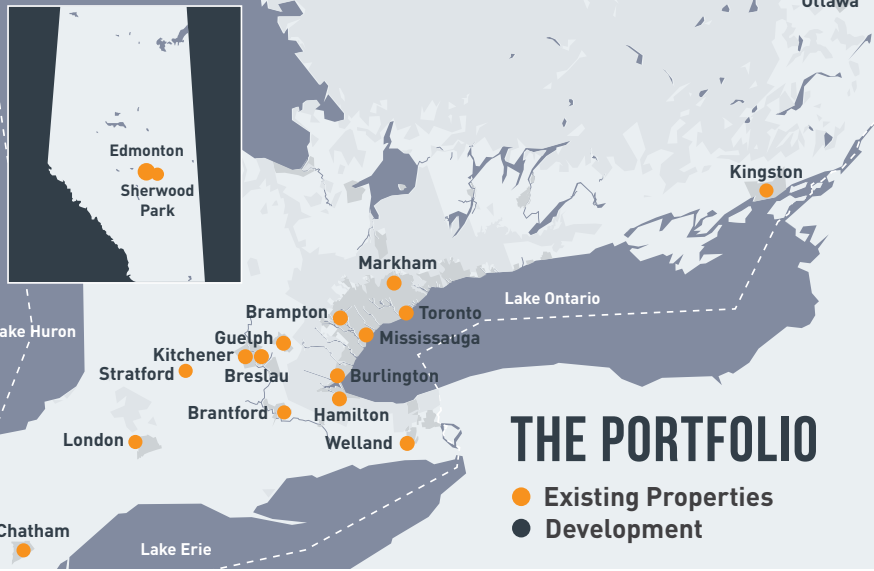 Ottawa
Edmonton
Sherwood
Park
Kingston
Markham
Lake Ontario
Brampton
Toronto
ake Huron
Guelph
Mississauga
Kitchener
Stratford
Breslau
Burlington
Brantford
Hamilton
London
Welland
THE PORTFOLIO
Existing Properties
Development
Chatham
Lake Erie